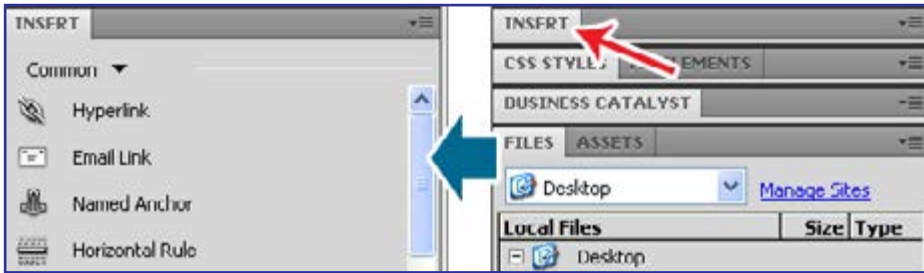 INSERT
Common
Hyperlink
Email Link
Named Anchor
Horizontal Rule
INSERT
CSS STYLES
BUSINESS CATALYST
FILES ASSETS
Desktop Manage Sites
Local Files Size Type
Desktop